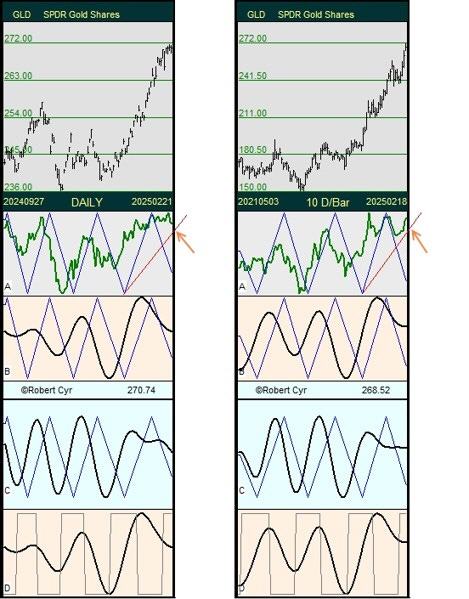 GLD SPDR Gold Shares
272.00
263.00
254.00
245.00
236.00
20240927 DAILY 20250221
A
B
©Robert Cyr 270.74
C
D
GLD SPDR Gold Shares
272.00
241.50
211.00
180.50
150.00
20210503 10 D/Bar 20250218
A
B
©Robert Cyr 268.52
C
D